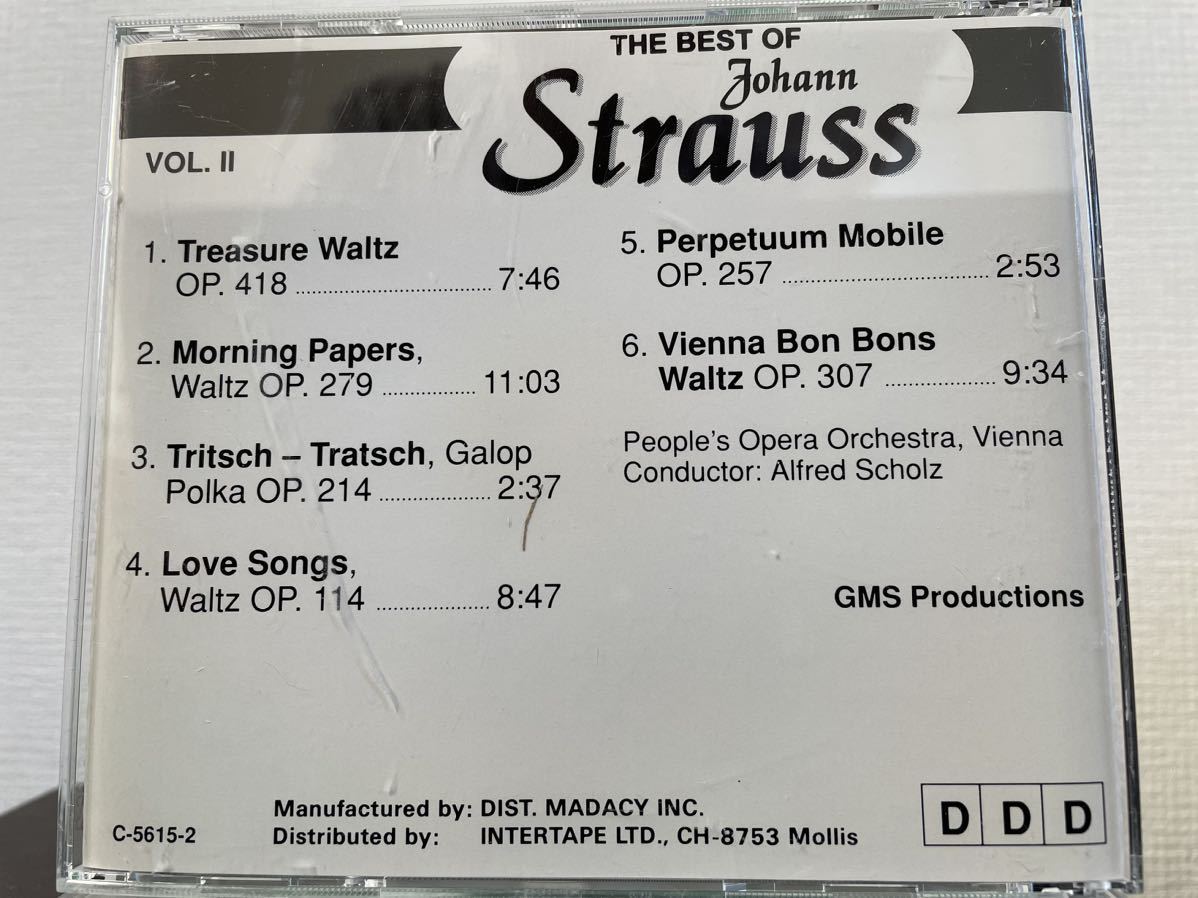 THE BEST OF
Johann
Strauss
VOL. II
1. Treasure Waltz
OP. 418 ........................ 7:46
2. Morning Papers,
Waltz OP. 279 ............ 11:03
3. Tritsch – Tratsch, Galop
Polka OP. 214 .............. 2:37
4. Love Songs,
Waltz OP. 114 .............. 8:47
5. Perpetuum Mobile
OP. 257 .......................... 2:53
6. Vienna Bon Bons
Waltz OP. 307 .............. 9:34
People's Opera Orchestra, Vienna
Conductor: Alfred Scholz
GMS Productions
Manufactured by: DIST. MADACY INC.
Distributed by: INTERTAPE LTD., CH-8753 Mollis
C-5615-2
D D D